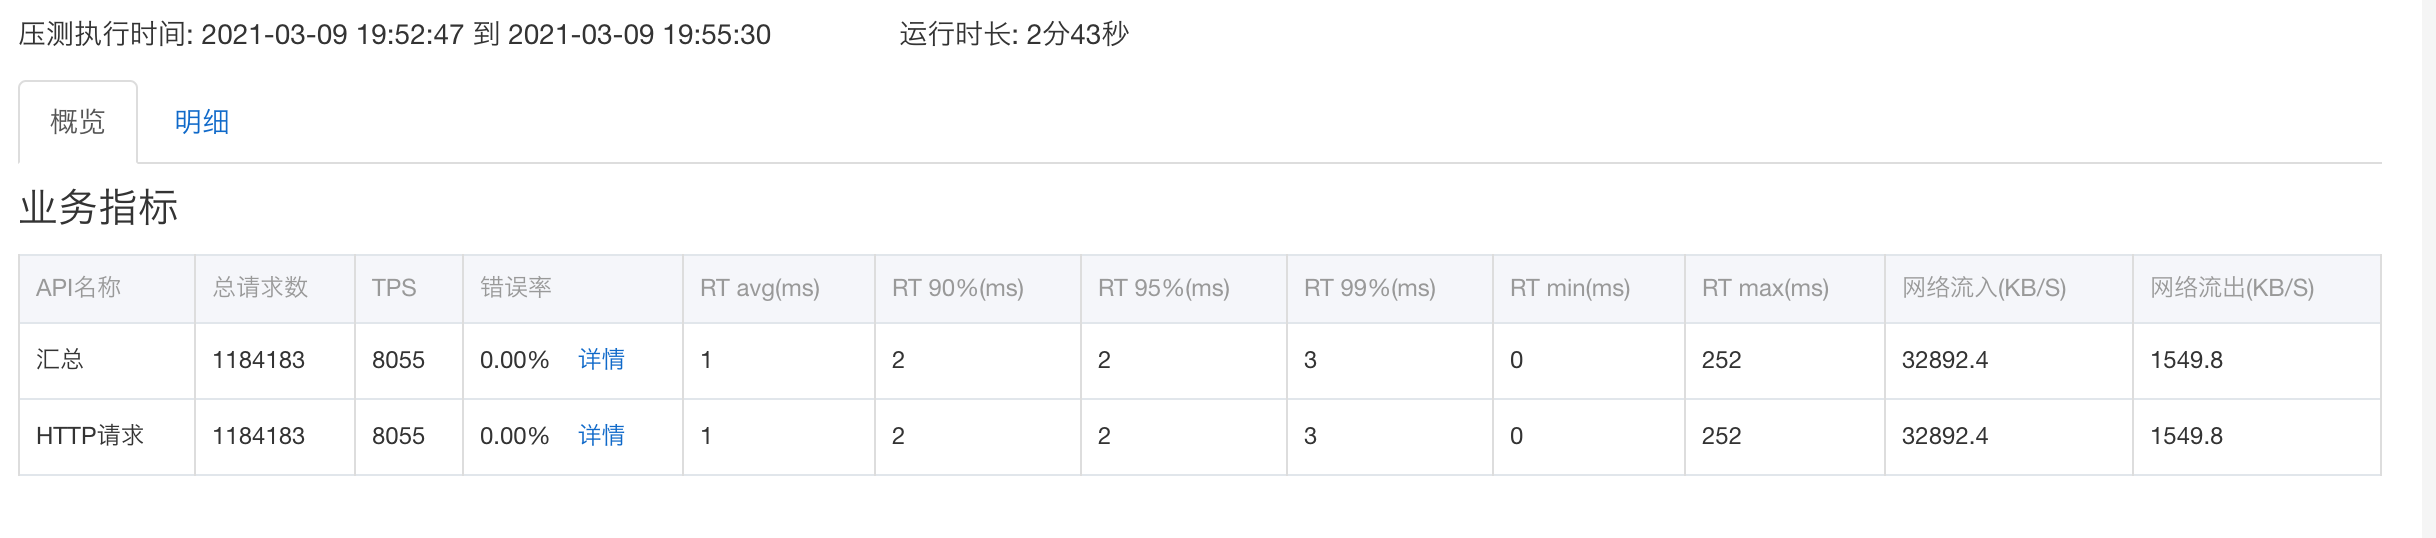 压测执行时间: 2021-03-09 19:52:47 到 2021-03-09 19:55:30 运行时长: 2分43秒
概览 明细
业务指标
API名称 总请求数 TPS 错误率 RT avg(ms) RT 90%(ms) RT 95%(ms) RT 99%(ms) RT min(ms) RT max(ms) 网络流入(KB/S) 网络流出(KB/S)
汇总 1184183 8055 0.00% 详情 1 2 2 3 0 252 32892.4 1549.8
HTTP请求 1184183 8055 0.00% 详情 1 2 2 3 0 252 32892.4 1549.8